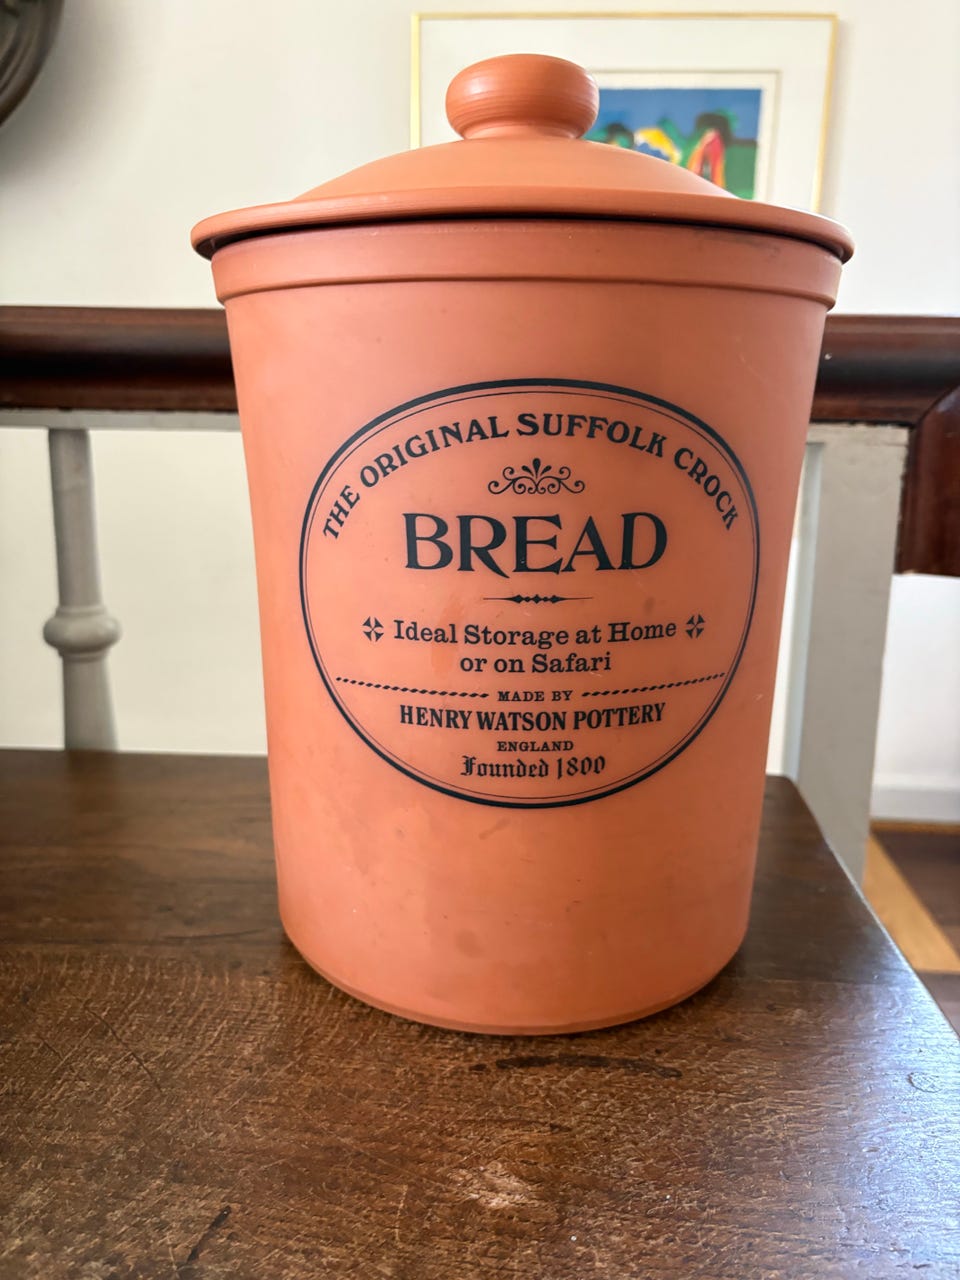 THE ORIGINAL SUFFOLK CROCK
BREAD
Ideal Storage at Home
or on Safari
MADE BY
HENRY WATSON POTTERY
ENGLAND
Founded 1800